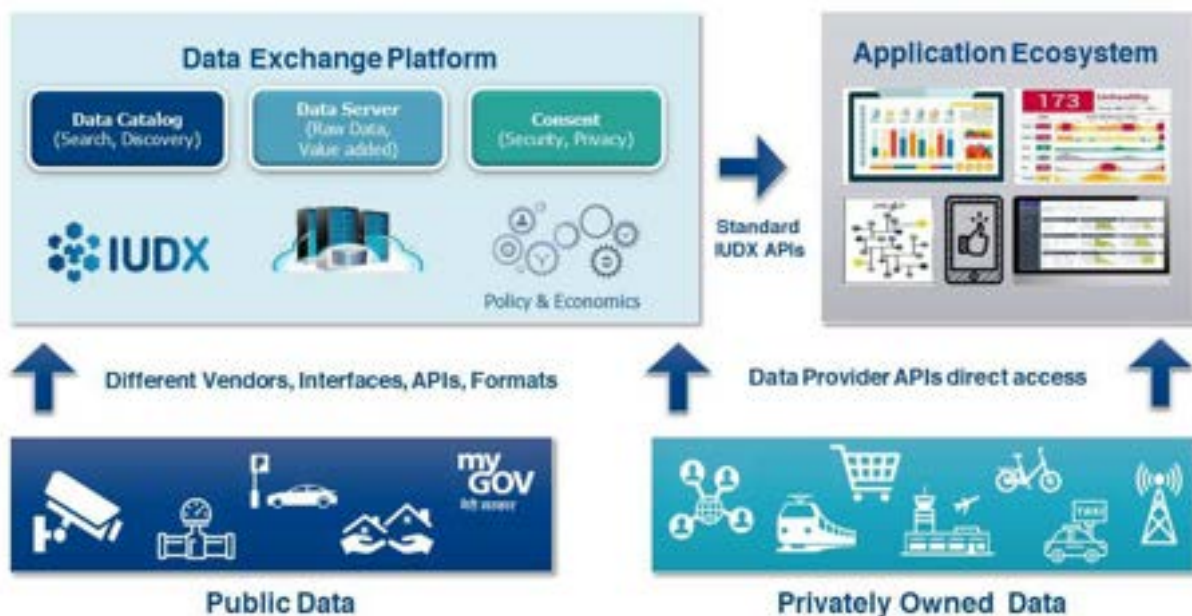 Data Exchange Platform
Data Catalog
(Search, Discovery)
Data Server
(Raw Data,
Value added)
Consent
(Security, Privacy)
IUDX
Policy & Economics
Standard
IUDX APIs
Application Ecosystem
173
Unhealthy
Different Vendors, Interfaces, APIs, Formats
Data Provider APIs direct access
P
my
GOV
मेरी सरकार
TAXI
Public Data
Privately Owned Data